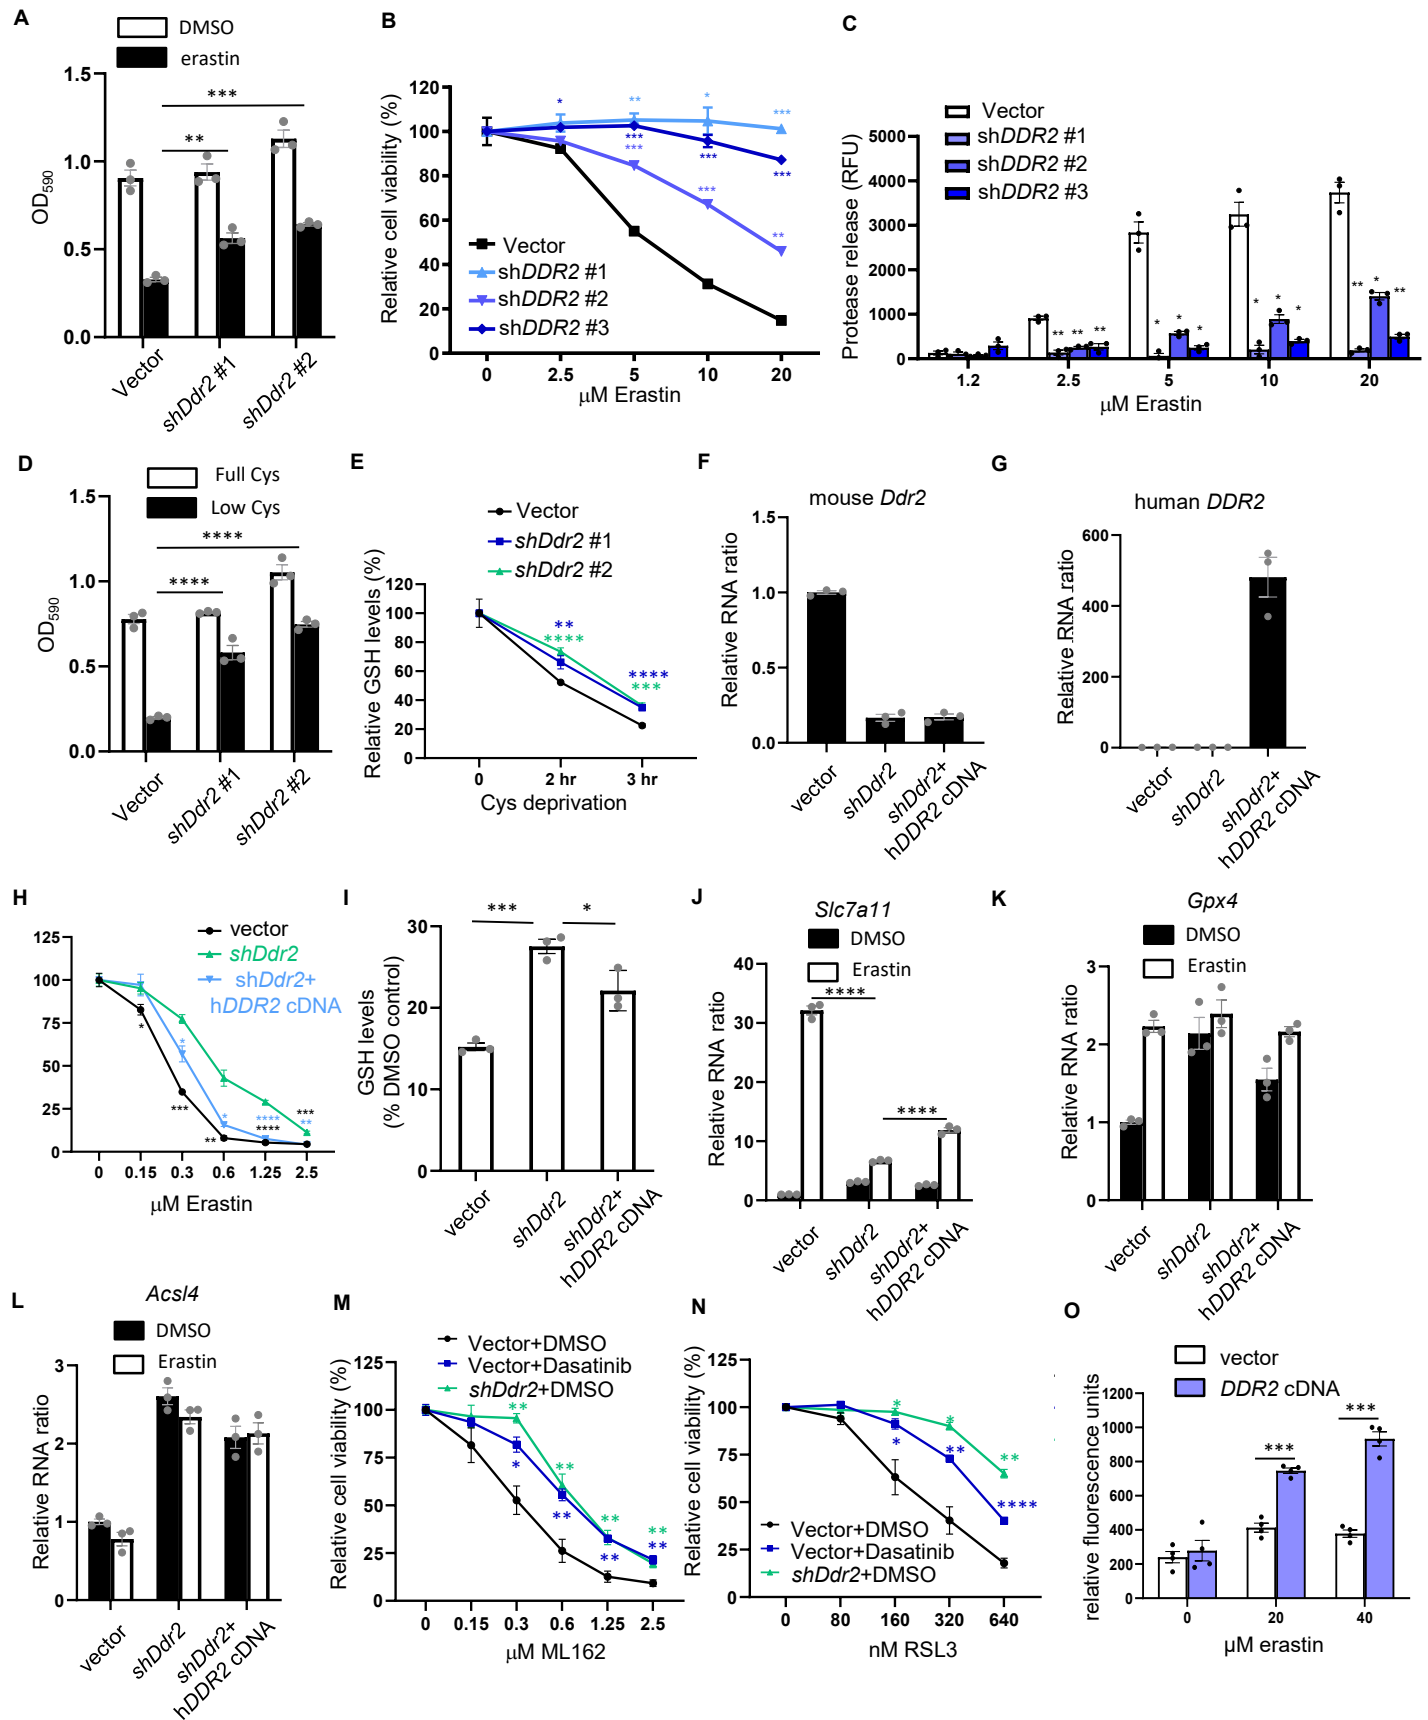 A
DMSO
erastin
1.5
1.0
0.5
0.0
OD590
***
**
Vector
shDdr2 #1
shDdr2 #2
B
120
100
80
60
40
20
0
Relative cell viability (%)
*
**
*
***
***
***
***
***
***
**
Vector
shDDR2 #1
shDDR2 #2
shDDR2 #3
0 2.5 5 10 20
µM Erastin
C
Vector
shDDR2 #1
shDDR2 #2
shDDR2 #3
5000
4000
3000
2000
1000
0
Protease release (RFU)
** ** **
* * *
* * *
** * **
1.2 2.5 5 10 20
µM Erastin
D
Full Cys
Low Cys
1.5
1.0
0.5
0.0
OD590
****
****
Vector
shDdr2 #1
shDdr2 #2
E
Vector
shDdr2 #1
shDdr2 #2
120
100
80
60
40
20
0
Relative GSH levels (%)
**
****
****
***
0 2 hr 3 hr
Cys deprivation
F
mouse Ddr2
1.5
1.0
0.5
0.0
Relative RNA ratio
vector
shDdr2
shDdr2+
hDDR2 cDNA
G
human DDR2
600
400
200
0
Relative RNA ratio
vector
shDdr2
shDdr2+
hDDR2 cDNA
H
vector
shDdr2
shDdr2+
hDDR2 cDNA
125
100
75
50
25
0
*
*
***
*
**
****
****
***
**
0 0.15 0.3 0.6 1.25 2.5
µM Erastin
I
30
20
10
0
GSH levels
(% DMSO control)
***
*
vector
shDdr2
shDdr2+
hDDR2 cDNA
J
Slc7a11
DMSO
Erastin
40
30
20
10
0
Relative RNA ratio
****
****
vector
shDdr2
shDdr2+
hDDR2 cDNA
K
Gpx4
DMSO
Erastin
3
2
1
0
Relative RNA ratio
vector
shDdr2
shDdr2+
hDDR2 cDNA
L
Acsl4
DMSO
Erastin
3
2
1
0
Relative RNA ratio
vector
shDdr2
shDdr2+
hDDR2 cDNA
M
Vector+DMSO
Vector+Dasatinib
shDdr2+DMSO
125
100
75
50
25
0
Relative cell viability (%)
**
*
**
**
**
**
**
**
0 0.15 0.3 0.6 1.25 2.5
µM ML162
N
125
100
75
50
25
0
Relative cell viability (%)
*
*
*
**
**
****
Vector+DMSO
Vector+Dasatinib
shDdr2+DMSO
0 80 160 320 640
nM RSL3
O
vector
DDR2 cDNA
1200
1000
800
600
400
200
0
relative fluorescence units
***
***
0 20 40
µM erastin